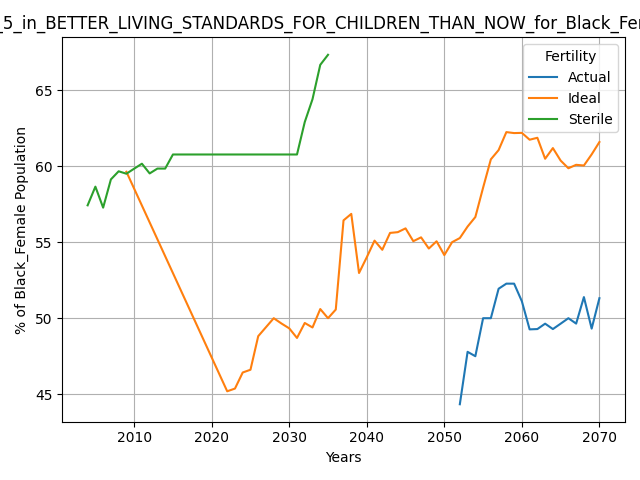 _5_in_BETTER_LIVING_STANDARDS_FOR_CHILDREN_THAN_NOW_for_Black_Fem
Fertility
Actual
Ideal
Sterile
% of Black_Female Population
65
60
55
50
45
2010 2020 2030 2040 2050 2060 2070
Years